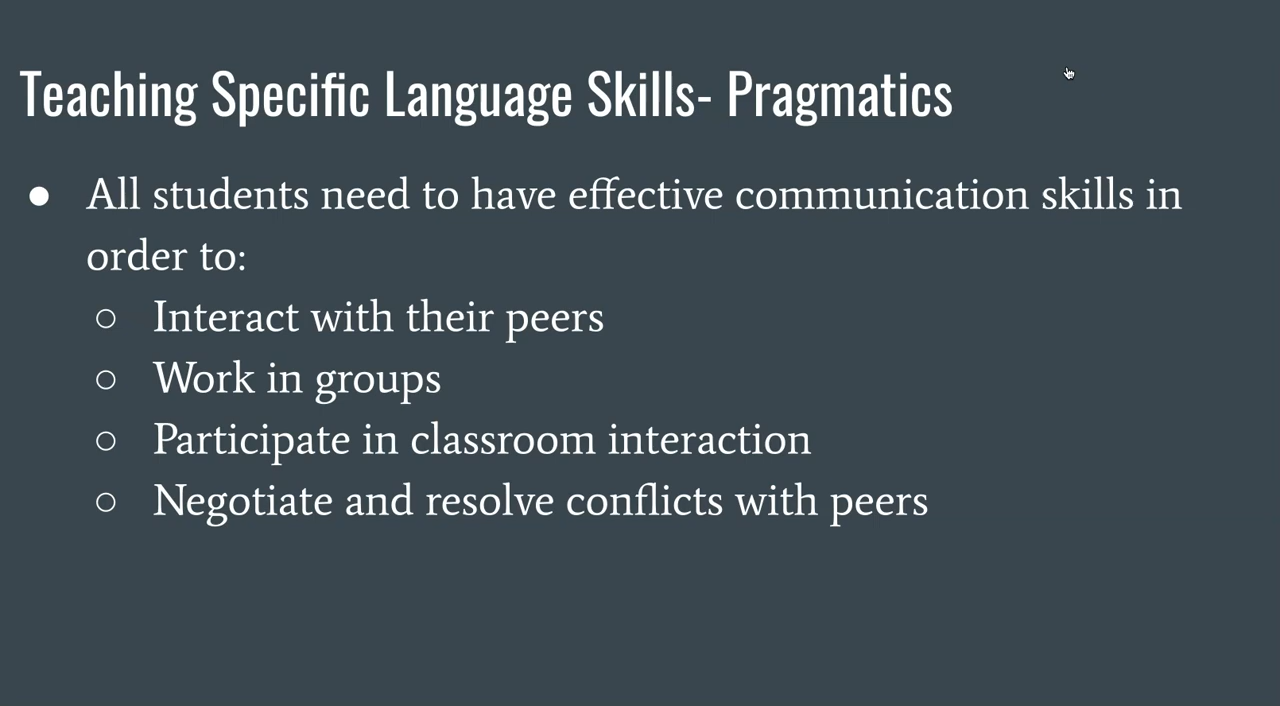 Teaching Specific Language Skills- Pragmatics
● All students need to have effective communication skills in
order to:
○ Interact with their peers
○ Work in groups
○ Participate in classroom interaction
○ Negotiate and resolve conflicts with peers